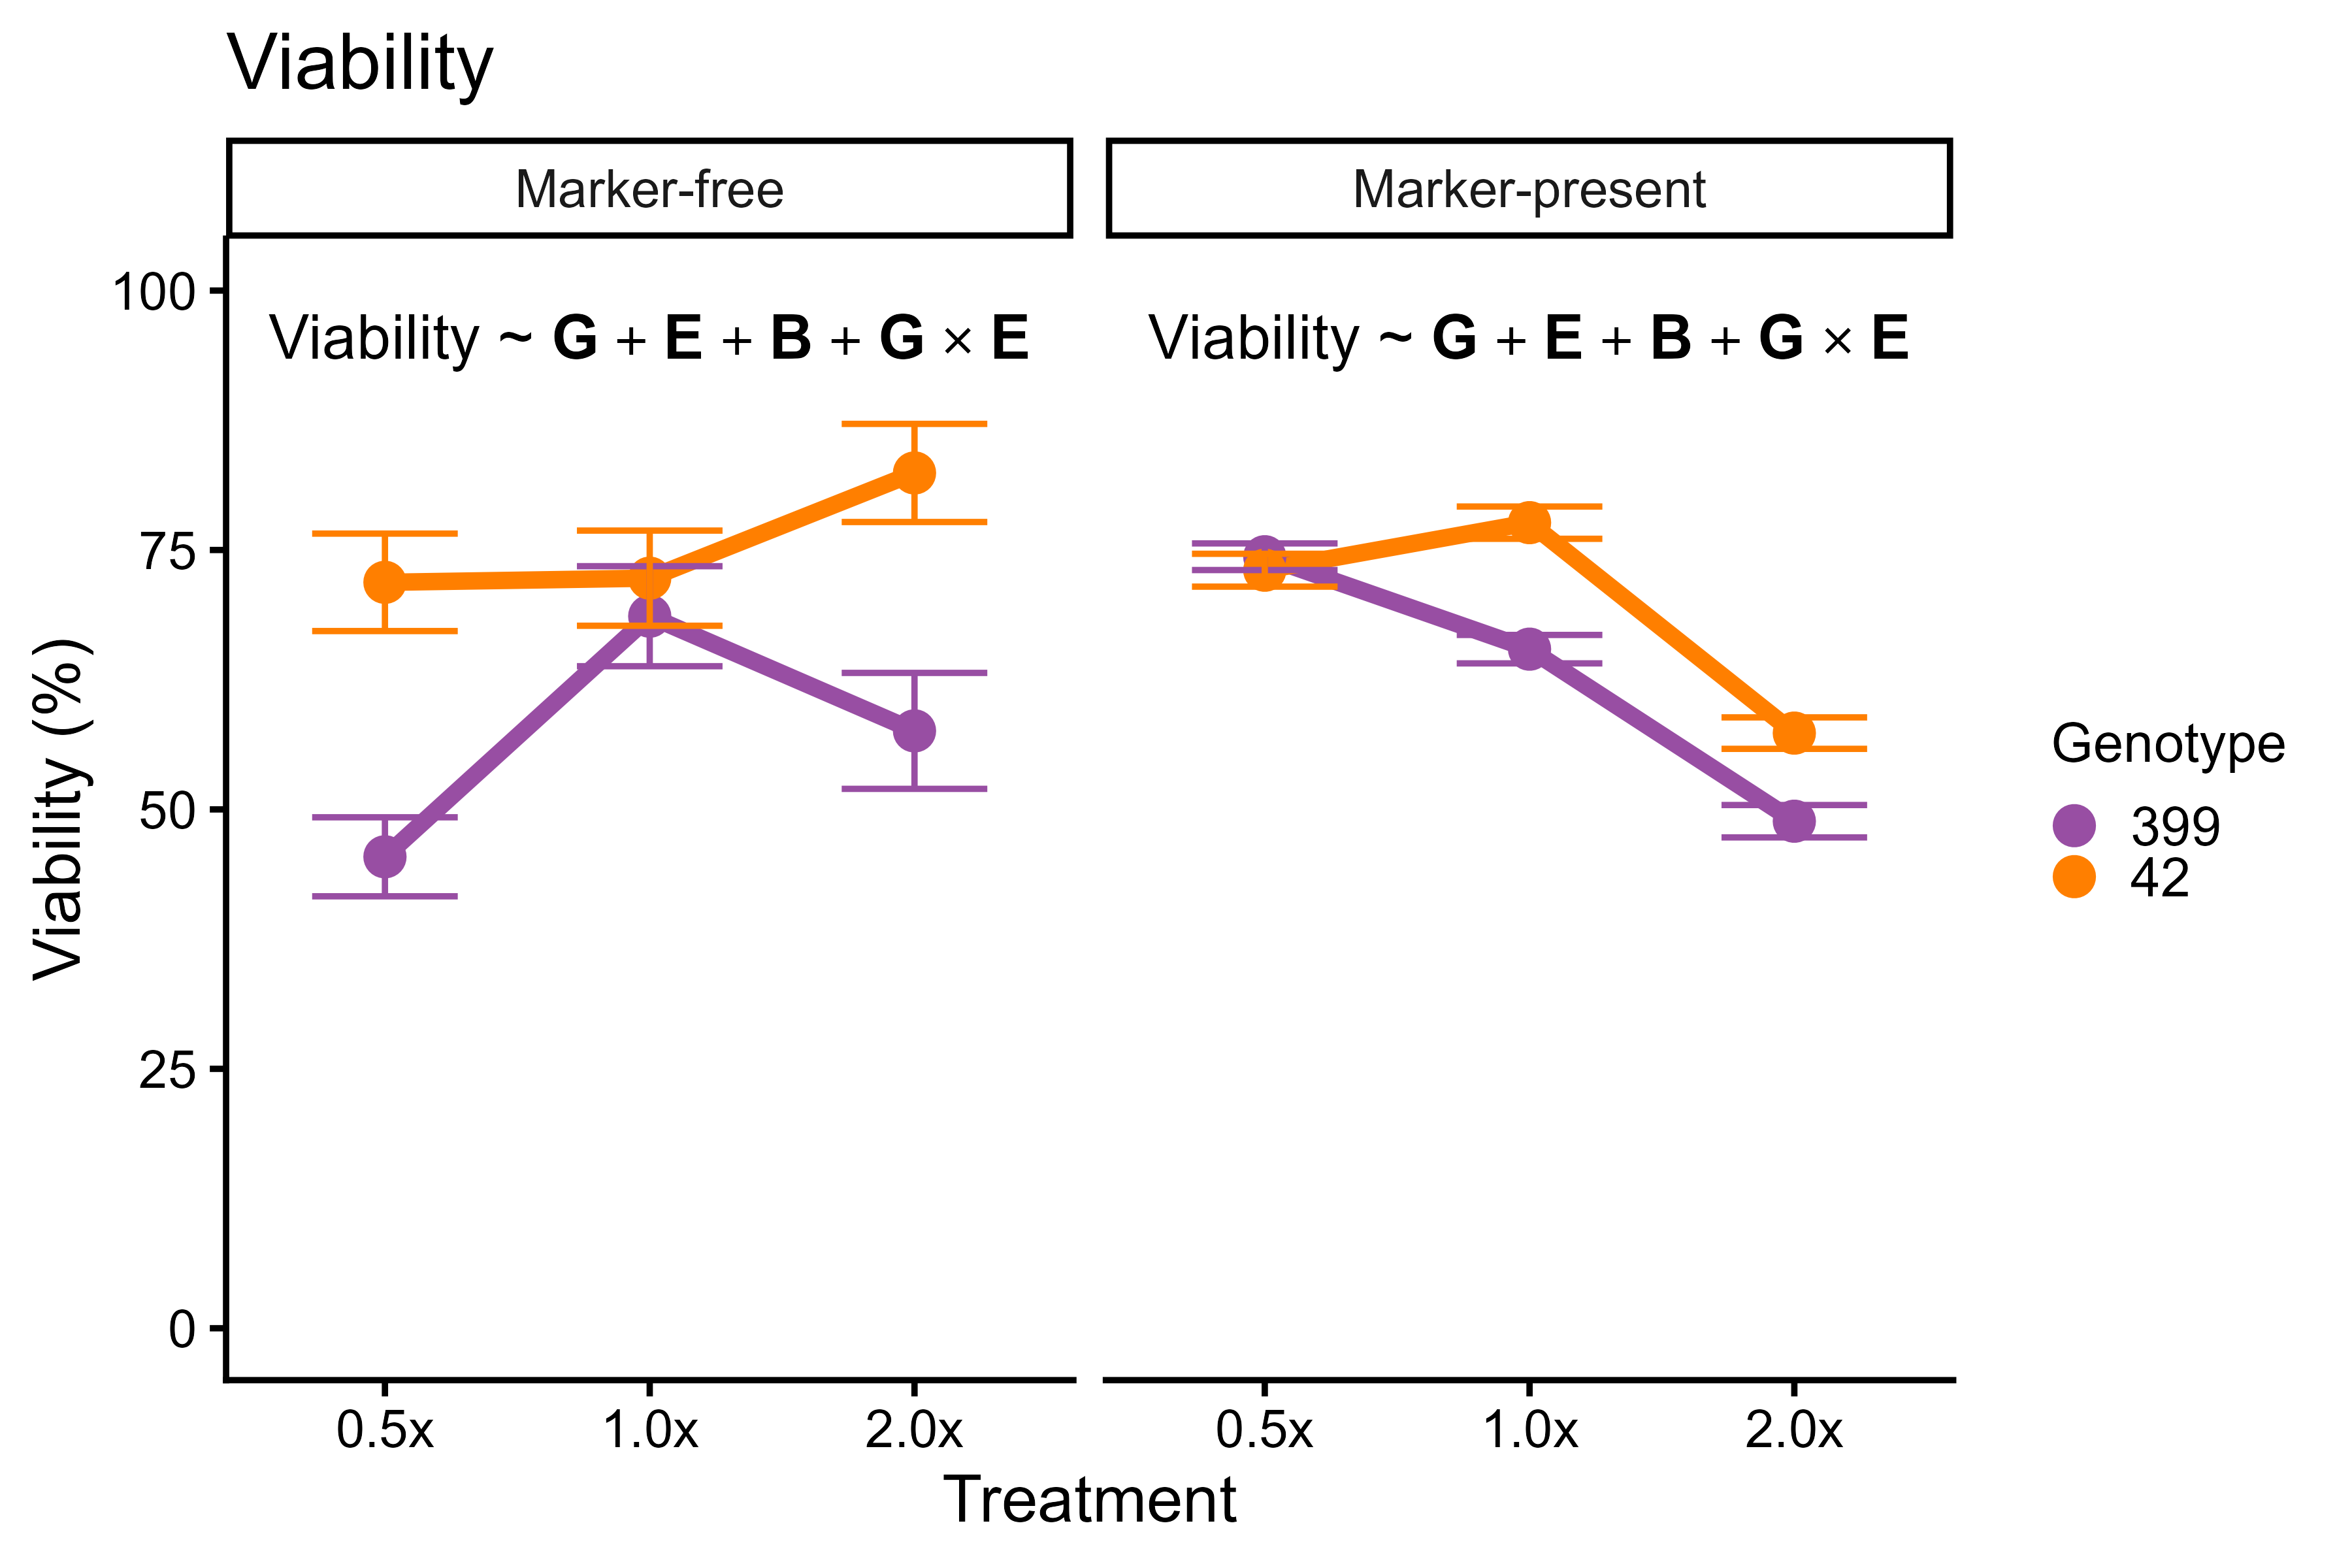 Viability
Marker-free
Marker-present
Viability ~ G + E + B + G × E
Viability ~ G + E + B + G × E
Viability (%)
100
75
50
25
0
0.5x
1.0x
2.0x
0.5x
1.0x
2.0x
Treatment
Genotype
399
42